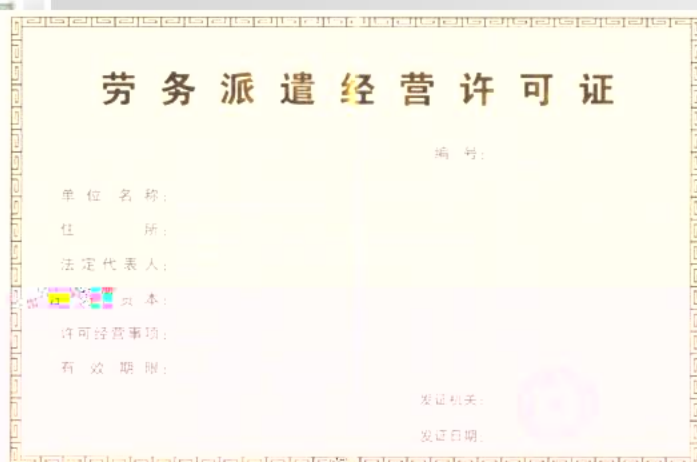 劳务派遣经营许可证
编 号：
单 位 名 称：
住 所：
法定代表人：
资 本：
许可经营事项：
有 效 期 限：
发证机关：
发证日期：